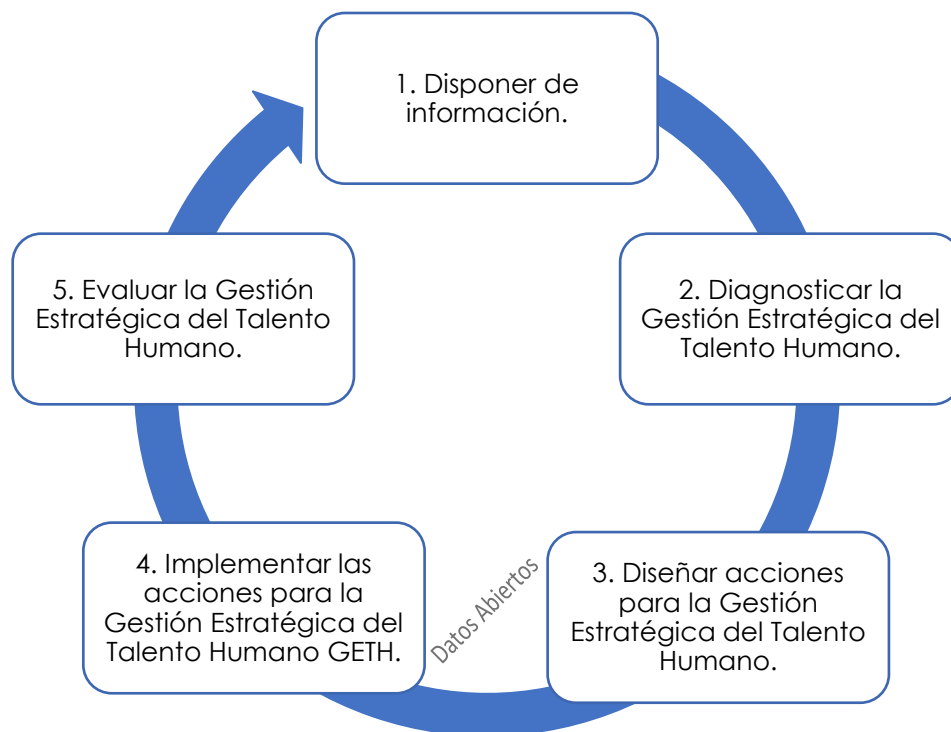 1. Disponer de
información.
2. Diagnosticar la
Gestión Estratégica del
Talento Humano.
3. Diseñar acciones
para la Gestión
Estratégica del Talento
Humano.
4. Implementar las
acciones para la
Gestión Estratégica del
Talento Humano GETH.
5. Evaluar la Gestión
Estratégica del Talento
Humano.
Datos Abiertos